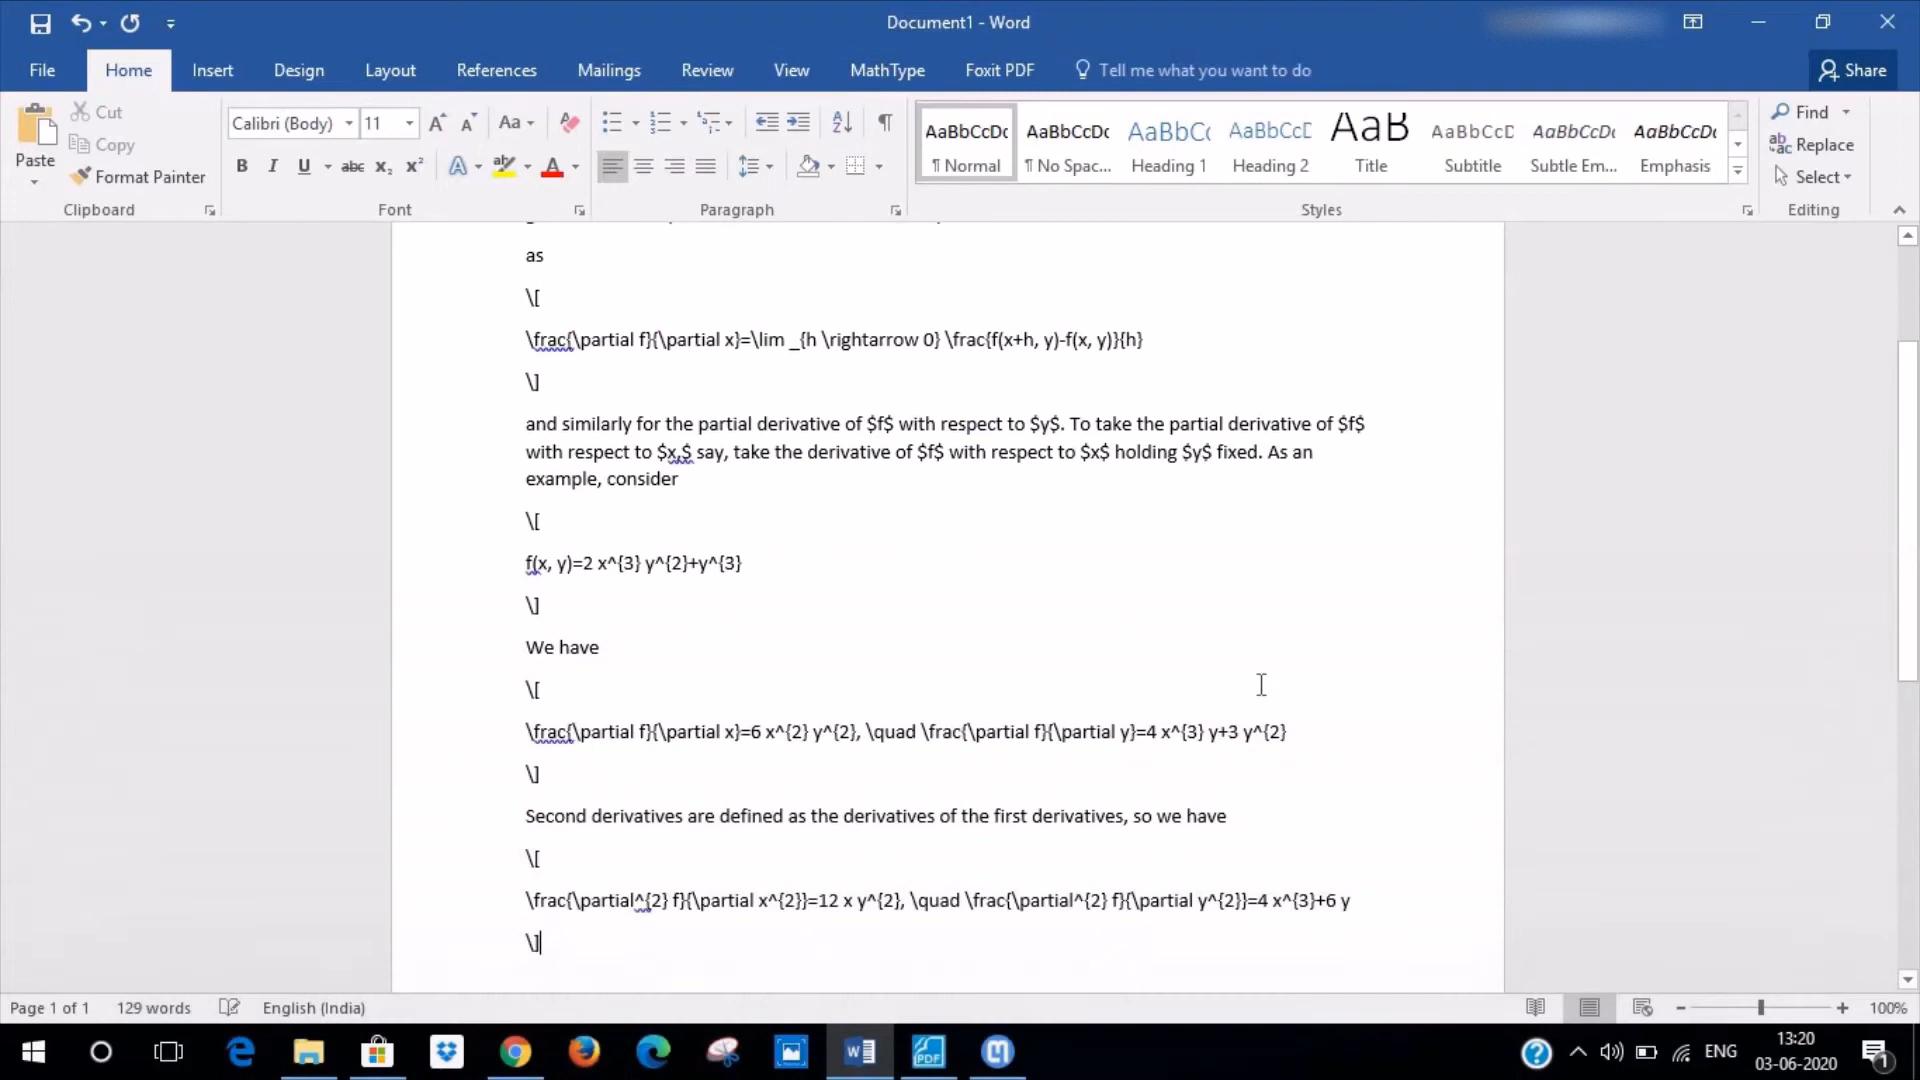 Document1 - Word
File Home Insert Design Layout References Mailings Review View MathType Foxit PDF Tell me what you want to do Share
Paste
Cut
Copy
Format Painter
Clipboard
Calibri (Body) 11
Font
Paragraph
AaBbCcDc AaBbCcDc AaBbCc AaBbCcD AaB AaBbCcD AaBbCcDc AaBbCcDc
¶ Normal ¶ No Spac... Heading 1 Heading 2 Title Subtitle Subtle Em... Emphasis
Styles
Find
Replace
Select
Editing
as
\[
\frac{\partial f}{\partial x}=\lim _{h \rightarrow 0} \frac{f(x+h, y)-f(x, y)}{h}
\]
and similarly for the partial derivative of $f$ with respect to $y$. To take the partial derivative of $f$
with respect to $x,$ say, take the derivative of $f$ with respect to $x$ holding $y$ fixed. As an
example, consider
\[
f(x, y)=2 x^{3} y^{2}+y^{3}
\]
We have
\[
\frac{\partial f}{\partial x}=6 x^{2} y^{2}, \quad \frac{\partial f}{\partial y}=4 x^{3} y+3 y^{2}
\]
Second derivatives are defined as the derivatives of the first derivatives, so we have
\[
\frac{\partial^{2} f}{\partial x^{2}}=12 x y^{2}, \quad \frac{\partial^{2} f}{\partial y^{2}}=4 x^{3}+6 y
\]
Page 1 of 1 129 words English (India) 100%
ENG
13:20
03-06-2020
1